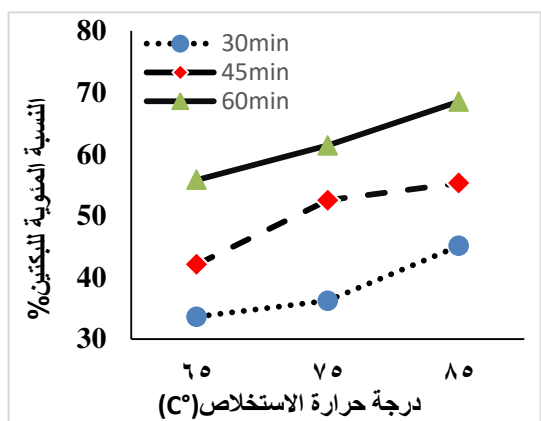 80
70
60
50
40
30
النسبة المئوية للبكتين%
30min
45min
60min
٦٥
٧٥
٨٥
درجة حرارة الاستخلاص(C°)